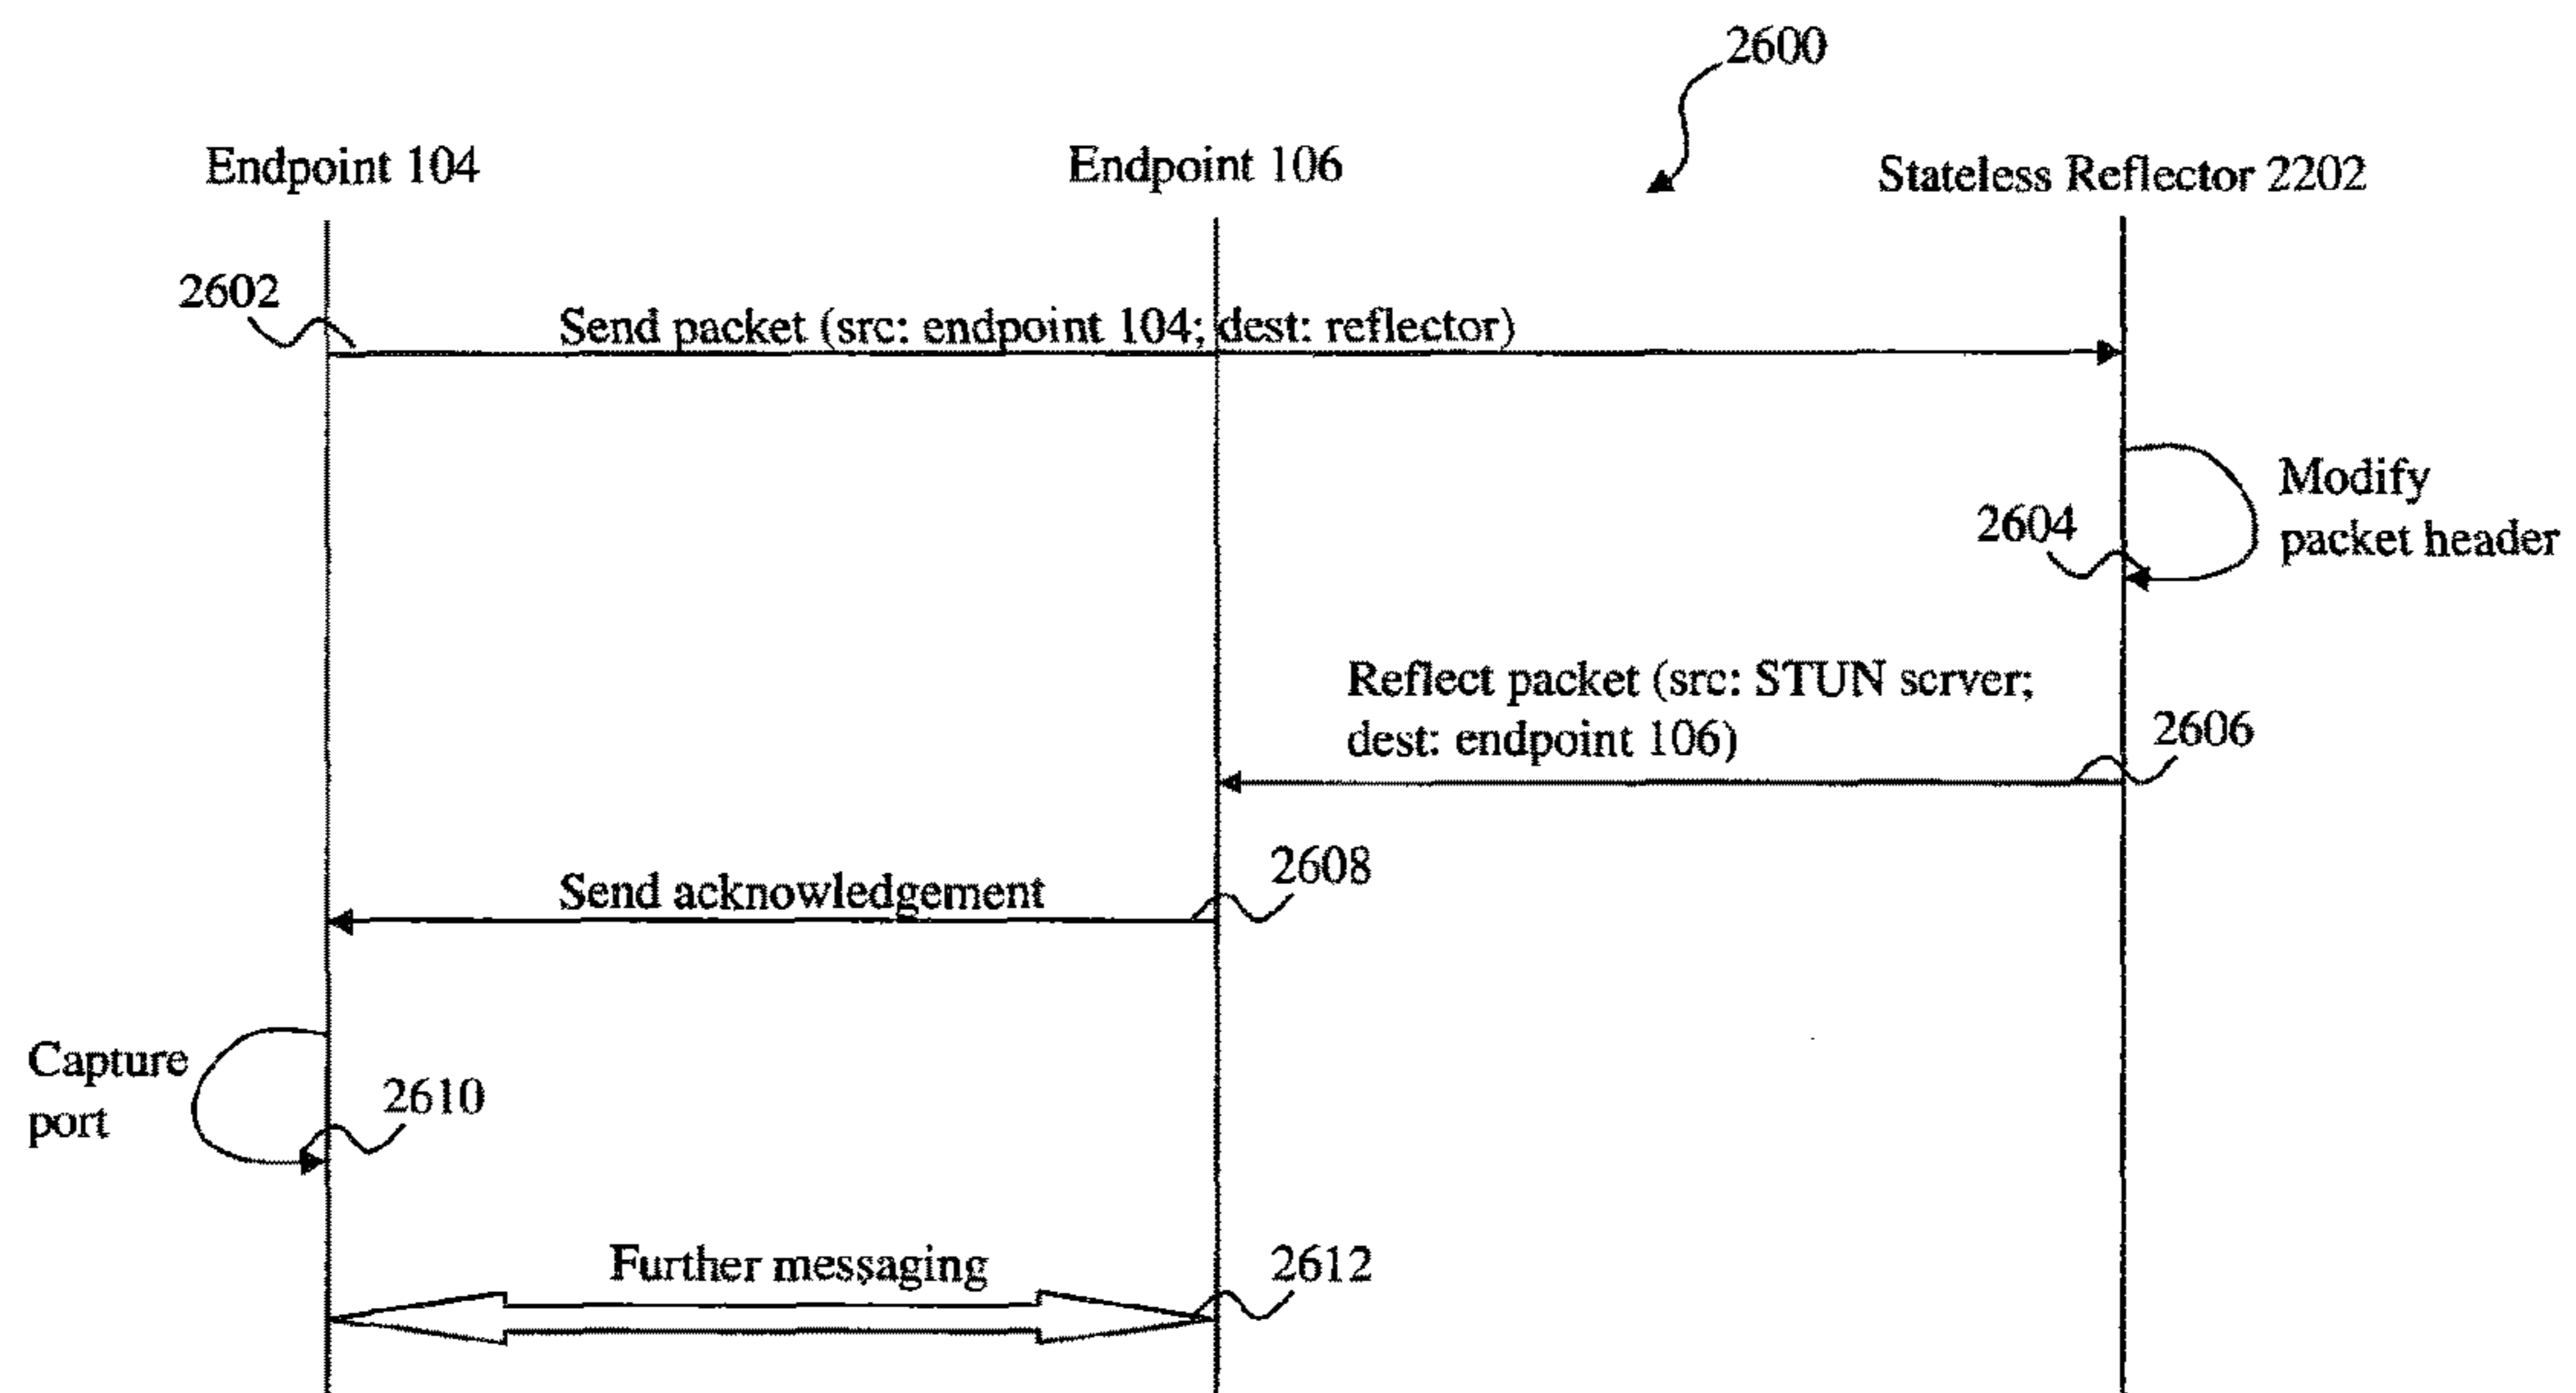 2600
Endpoint 104
Endpoint 106
Stateless Reflector 2202
2602
Send packet (src: endpoint 104; dest: reflector)
Modify
packet header
2604
Reflect packet (src: STUN server;
dest: endpoint 106)
2606
Send acknowledgement
2608
Capture
port
2610
Further messaging
2612